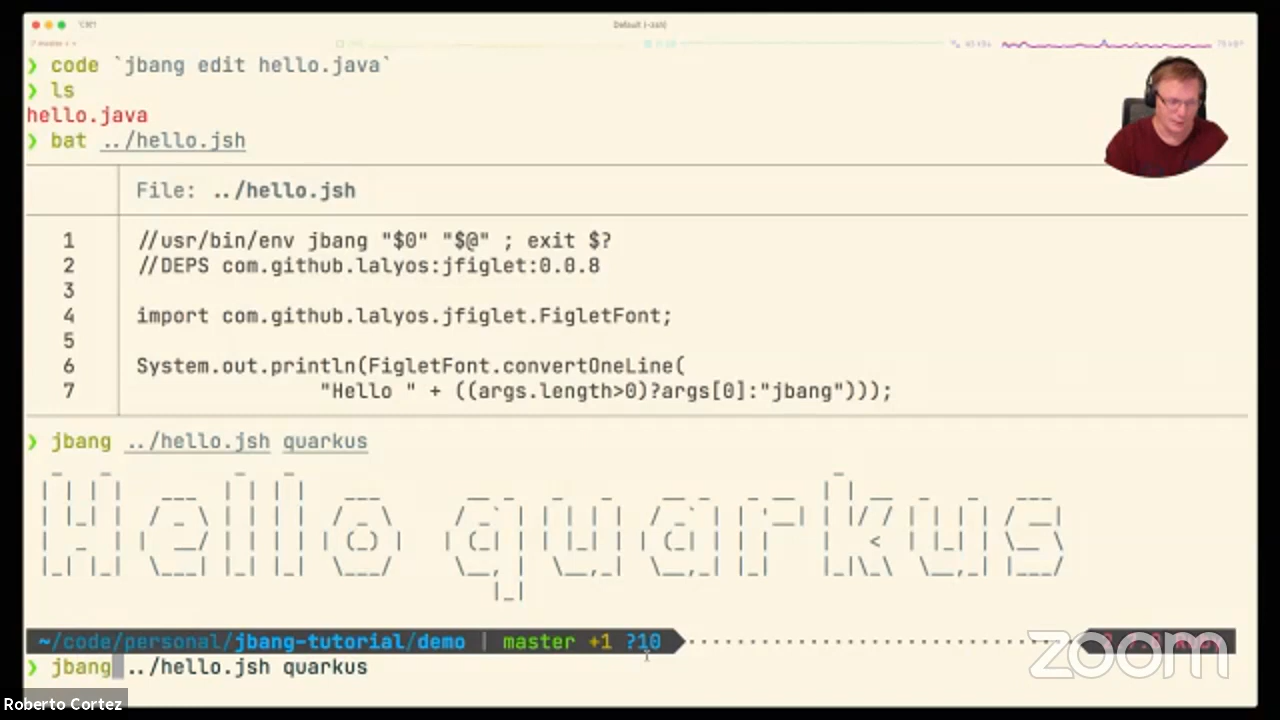 Default (-zsh)
❯ code `jbang edit hello.java`
❯ ls
hello.java
❯ bat ../hello.jsh
File: ../hello.jsh
1 //usr/bin/env jbang "$0" "$@" ; exit $?
2 //DEPS com.github.lalyos:jfiglet:0.0.8
3
4 import com.github.lalyos.jfiglet.FigletFont;
5
6 System.out.println(FigletFont.convertOneLine(
7 "Hello " + ((args.length>0)?args[0]:"jbang")));
❯ jbang ../hello.jsh quarkus
Hello quarkus
~/code/personal/jbang-tutorial/demo | master +1 ?10
❯ jbang ../hello.jsh quarkus
zoom
Roberto Cortez